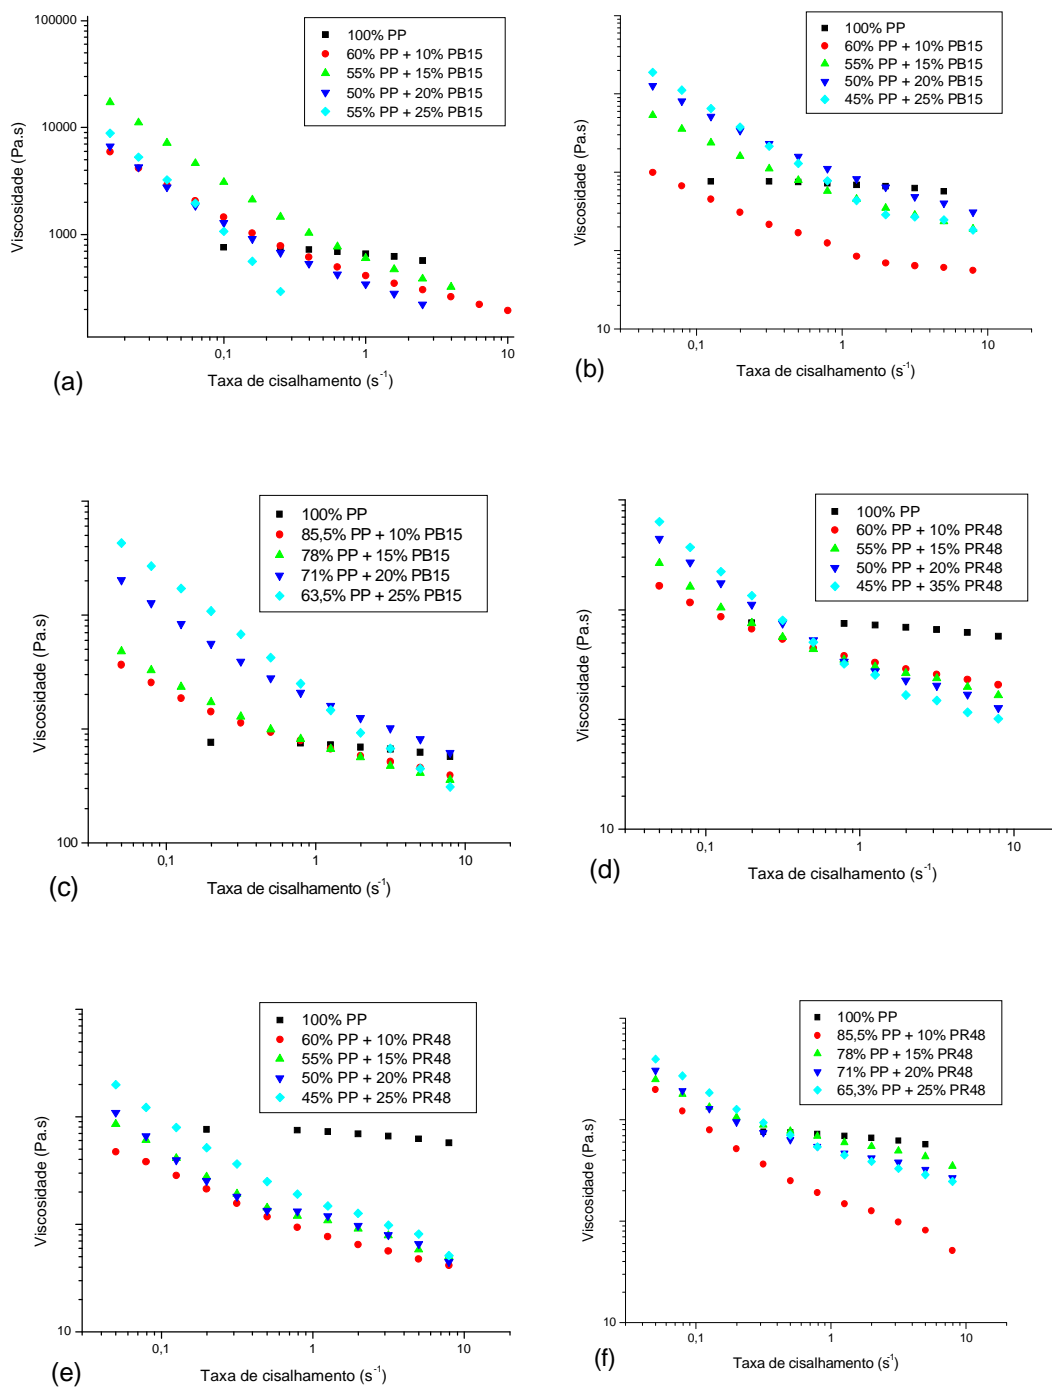 100000
10000
1000
Viscosidade (Pa.s)
100% PP
60% PP + 10% PB15
55% PP + 15% PB15
50% PP + 20% PB15
55% PP + 25% PB15
0,1
1
10
Taxa de cisalhamento (s-1)
(a)
10
Viscosidade (Pa.s)
100% PP
60% PP + 10% PB15
55% PP + 15% PB15
50% PP + 20% PB15
45% PP + 25% PB15
0,1
1
10
Taxa de cisalhamento (s-1)
(b)
100
Viscosidade (Pa.s)
100% PP
85,5% PP + 10% PB15
78% PP + 15% PB15
71% PP + 20% PB15
63,5% PP + 25% PB15
0,1
1
10
Taxa de cisalhamento (s-1)
(c)
10
Viscosidade (Pa.s)
100% PP
60% PP + 10% PR48
55% PP + 15% PR48
50% PP + 20% PR48
45% PP + 35% PR48
0,1
1
10
Taxa de cisalhamento (s-1)
(d)
10
Viscosidade (Pa.s)
100% PP
60% PP + 10% PR48
55% PP + 15% PR48
50% PP + 20% PR48
45% PP + 25% PR48
0,1
1
10
Taxa de cisalhamento (s-1)
(e)
10
Viscosidade (Pa.s)
100% PP
85,5% PP + 10% PR48
78% PP + 15% PR48
71% PP + 20% PR48
65,3% PP + 25% PR48
0,1
1
10
Taxa de cisalhamento (s-1)
(f)